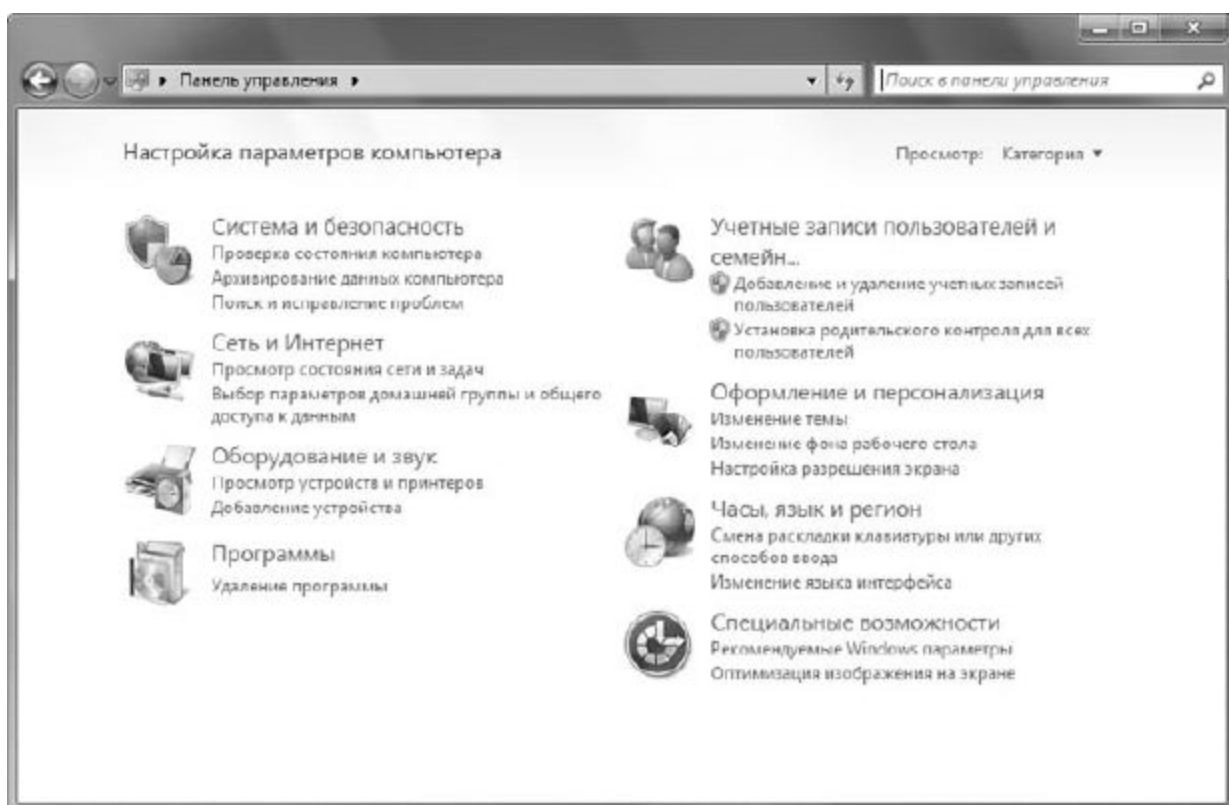 Панель управления
Поиск в панели управления
Настройка параметров компьютера
Просмотр: Категория
Система и безопасность
Проверка состояния компьютера
Архивирование данных компьютера
Поиск и исправление проблем
Сеть и Интернет
Просмотр состояния сети и задач
Выбор параметров домашней группы и общего
доступа к данным
Оборудование и звук
Просмотр устройств и принтеров
Добавление устройства
Программы
Удаление программы
Учетные записи пользователей и
семейн...
Добавление и удаление учетных записей
пользователей
Установка родительского контроля для всех
пользователей
Оформление и персонализация
Изменение темы
Изменение фона рабочего стола
Настройка разрешения экрана
Часы, язык и регион
Смена раскладки клавиатуры или других
способов ввода
Изменение языка интерфейса
Специальные возможности
Рекомендуемые Windows параметры
Оптимизация изображения на экране